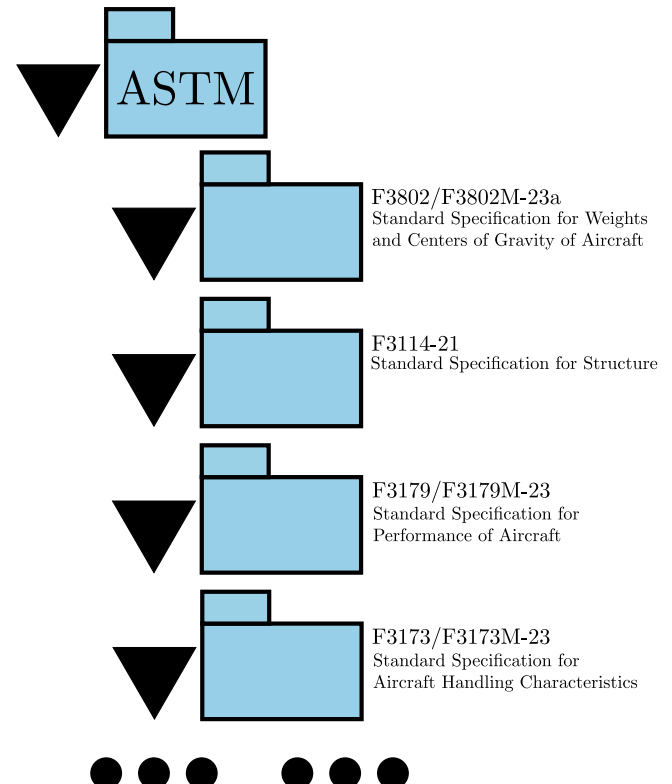 ASTM
F3802/F3802M-23a
Standard Specification for Weights
and Centers of Gravity of Aircraft
F3114-21
Standard Specification for Structure
F3179/F3179M-23
Standard Specification for
Performance of Aircraft
F3173/F3173M-23
Standard Specification for
Aircraft Handling Characteristics